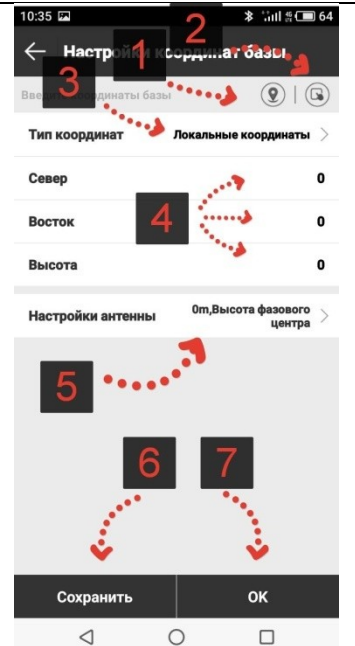 10:35 64
2
Настройки координат базы
1
3
Введите координаты базы
Тип координат Локальные координаты
Север 0
4
Восток 0
Высота 0
Настройки антенны 0m,Высота фазового
центра
5
6 7
Сохранить OK